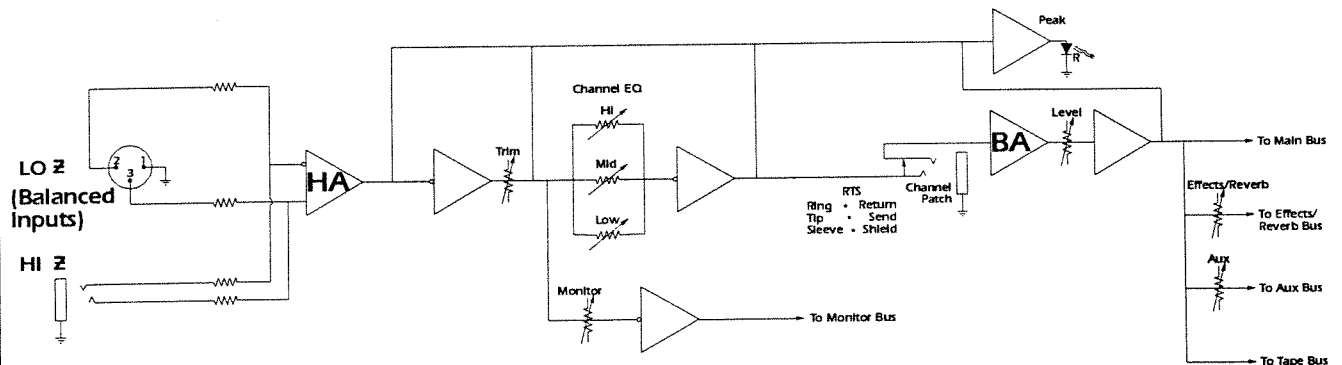 Peak
R
Channel EQ
Hi
Mid
Low
Trim
HA
BA
Level
LO Z
(Balanced
Inputs)
2
1
3
HI Z
RTS
Ring • Return
Tip • Send
Sleeve • Shield
Channel
Patch
Monitor
To Monitor Bus
To Main Bus
Effects/Reverb
To Effects/
Reverb Bus
Aux
To Aux Bus
To Tape Bus